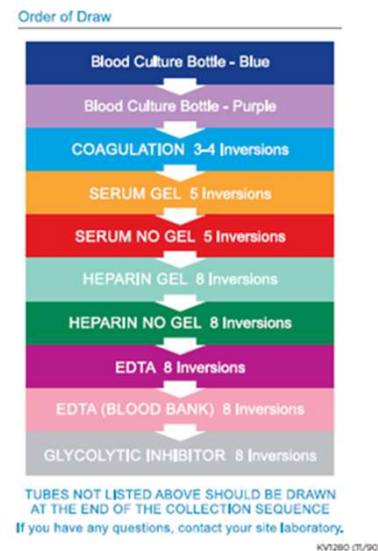 Order of Draw
Blood Culture Bottle - Blue
Blood Culture Bottle - Purple
COAGULATION 3-4 Inversions
SERUM GEL 5 Inversions
SERUM NO GEL 5 Inversions
HEPARIN GEL 8 Inversions
HEPARIN NO GEL 8 Inversions
EDTA 8 Inversions
EDTA (BLOOD BANK) 8 Inversions
GLYCOLYTIC INHIBITOR 8 Inversions
TUBES NOT LISTED ABOVE SHOULD BE DRAWN
AT THE END OF THE COLLECTION SEQUENCE
If you have any questions, contact your site laboratory.